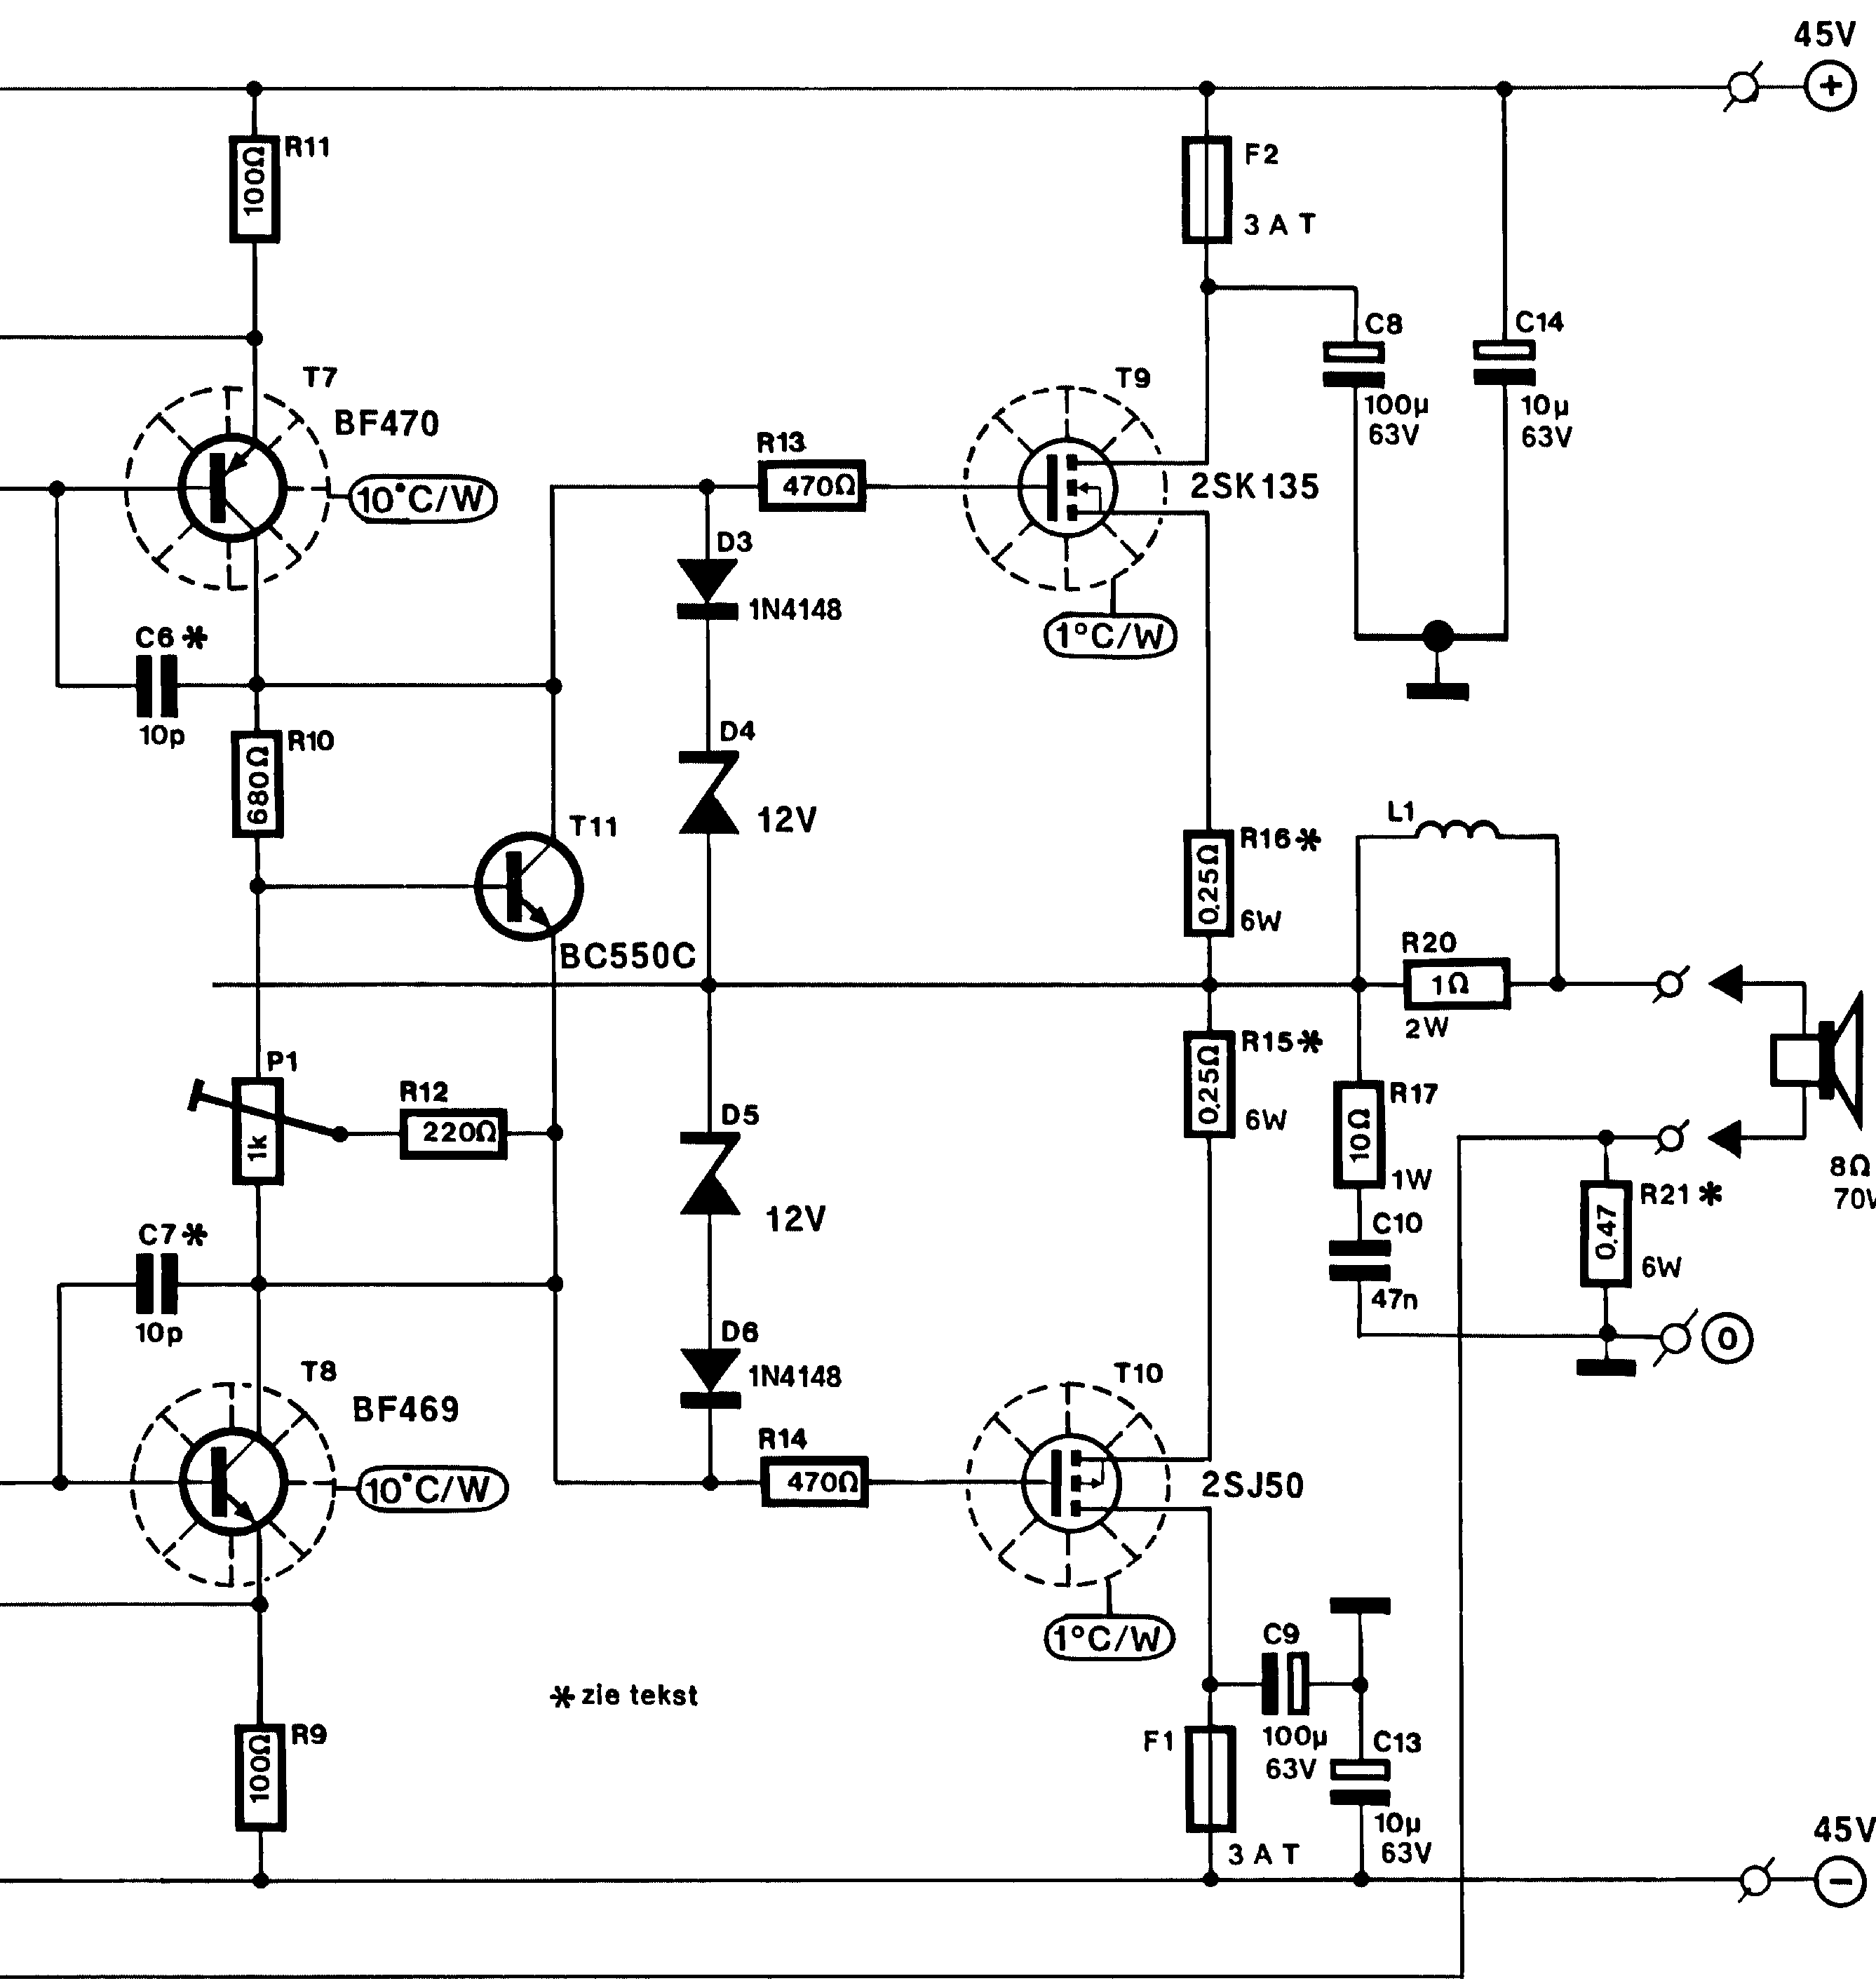 45V
+
R11
100Ω
F2
3 A T
C8
100µ
63V
C14
10µ
63V
T7
BF470
10°C/W
R13
470Ω
T9
2SK135
1°C/W
D3
1N4148
C6*
10p
R10
680Ω
D4
12V
T11
BC550C
L1
R16*
0.25Ω
6W
R20
1Ω
2W
R15*
0.25Ω
6W
P1
1k
R12
220Ω
D5
12V
R17
10Ω
1W
C10
47n
R21*
0.47
6W
8Ω
0
C7*
10p
D6
1N4148
T8
BF469
10°C/W
R14
470Ω
T10
2SJ50
1°C/W
* zie tekst
R9
100Ω
C9
100µ
63V
F1
3 A T
C13
10µ
63V
45V
−